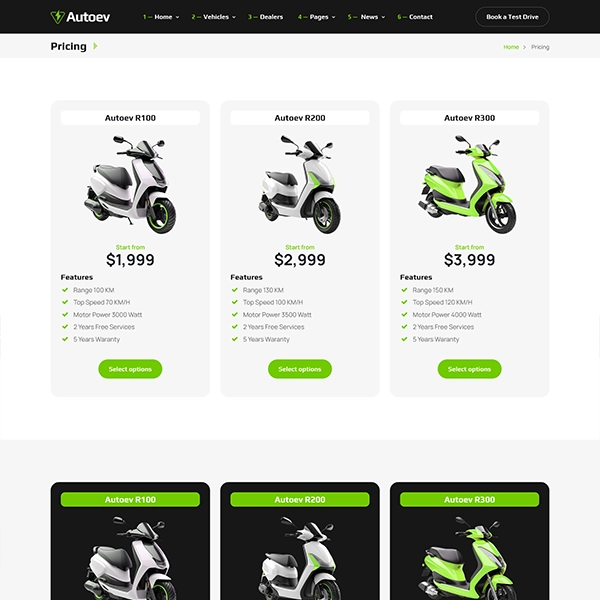 Autoev
1 — Home
2 — Vehicles
3 — Dealers
4 — Pages
5 — News
6 — Contact
Book a Test Drive
Pricing
Home > Pricing
Autoev R100
Start from
$1,999
Features
Range 100 KM
Top Speed 70 KM/H
Motor Power 3000 Watt
2 Years Free Services
5 Years Waranty
Select options
Autoev R200
Start from
$2,999
Features
Range 130 KM
Top Speed 100 KM/H
Motor Power 3500 Watt
2 Years Free Services
5 Years Waranty
Select options
Autoev R300
Start from
$3,999
Features
Range 150 KM
Top Speed 120 KM/H
Motor Power 4000 Watt
2 Years Free Services
5 Years Waranty
Select options
Autoev R100
Autoev R200
Autoev R300